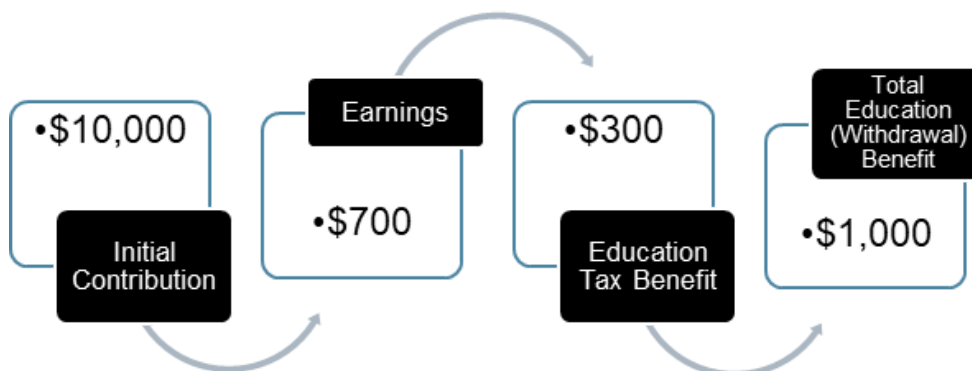 •$10,000
Initial
Contribution
Earnings
•$700
•$300
Education
Tax Benefit
Total
Education
(Withdrawal)
Benefit
•$1,000